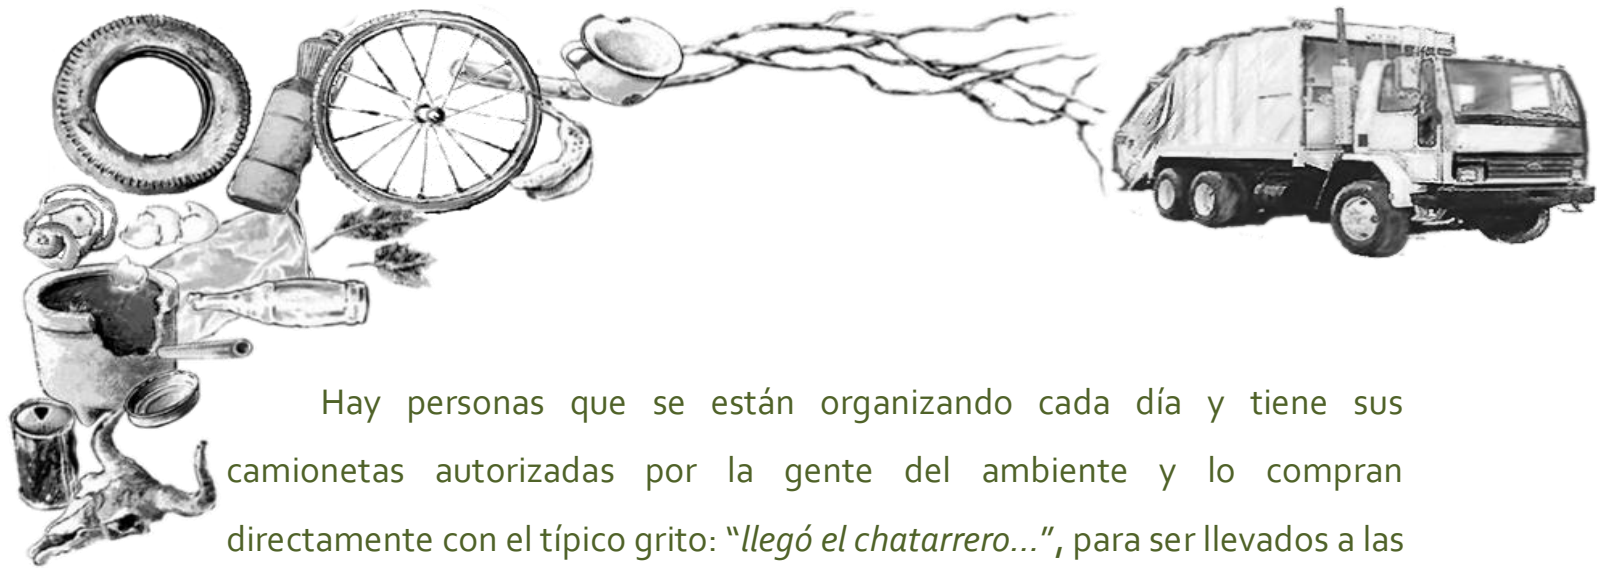 Hay personas que se están organizando cada día y tiene sus
camionetas autorizadas por la gente del ambiente y lo compran
directamente con el típico grito: “llegó el chatarrero...”, para ser llevados a las